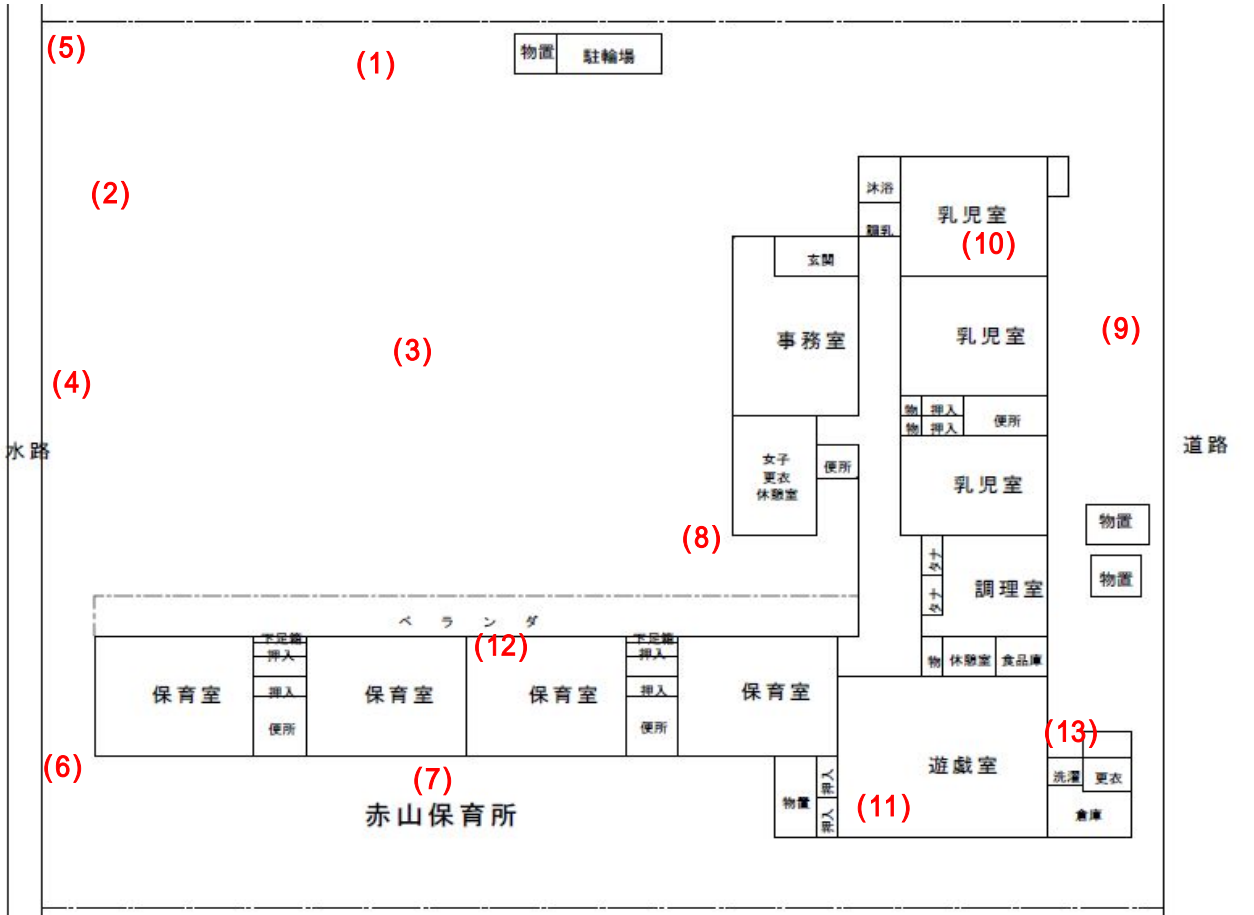 (5)
(1)
物置
駐輪場
(2)
沐浴
乳児室
調乳
(10)
玄関
(9)
事務室
乳児室
(3)
(4)
物 押入
物 押入
便所
水路
道路
女子
更衣
休憩室
便所
乳児室
物置
(8)
タナ
タナ
調理室
物置
ベランダ
(12)
下足箱
押入
押入
便所
下足箱
押入
押入
便所
保育室
保育室
保育室
保育室
物
休憩室
食品庫
(13)
(6)
(7)
遊戯室
洗濯
更衣
物置
押入
押入
(11)
赤山保育所
倉庫